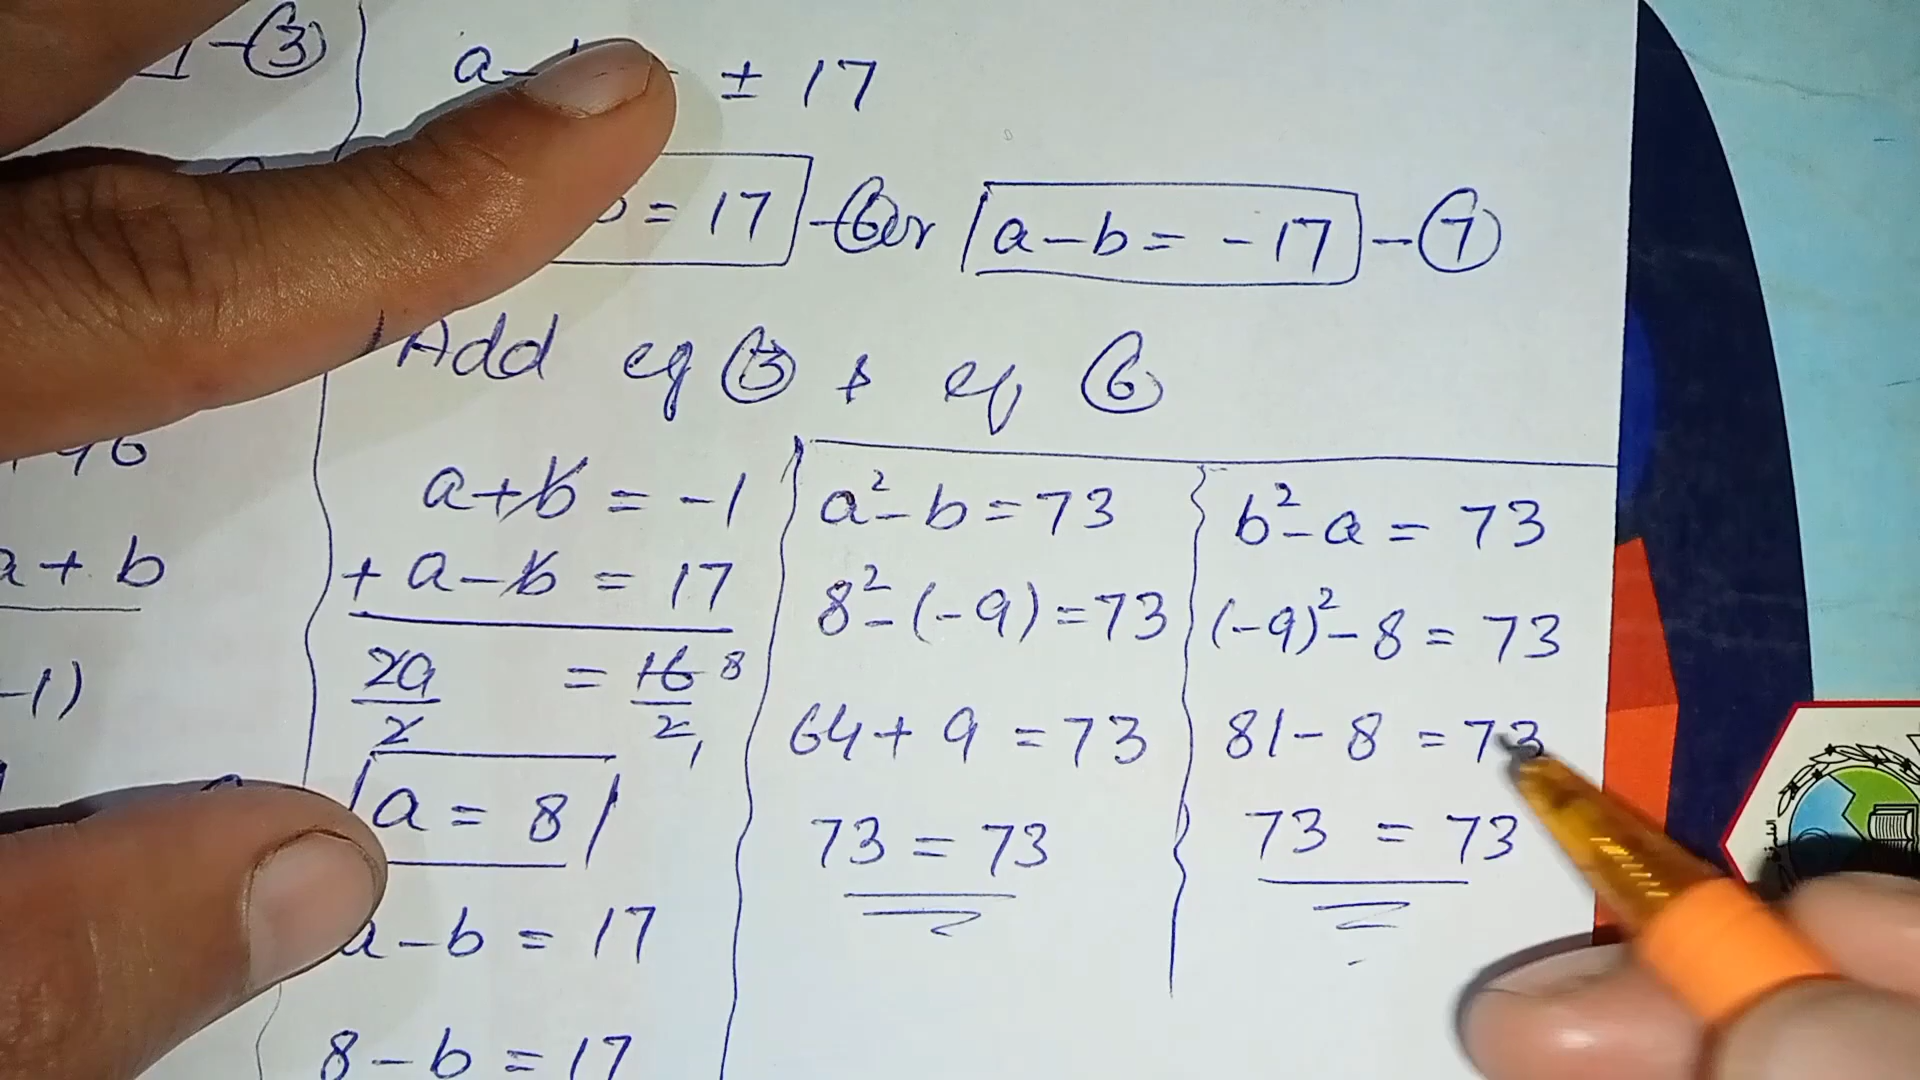 -③
a- ± 17
= 17 -⑥ or a-b = -17 -⑦
Add eq ③ & eq ⑥
a+b = -1
+ a-b = 17
2a/2 = 16/2 8
a = 8
a-b = 17
8-b = 17
a²-b = 73
8²-(-9) = 73
64+9 = 73
73 = 73
b²-a = 73
(-9)²-8 = 73
81-8 = 73
73 = 73
a+b
-1)